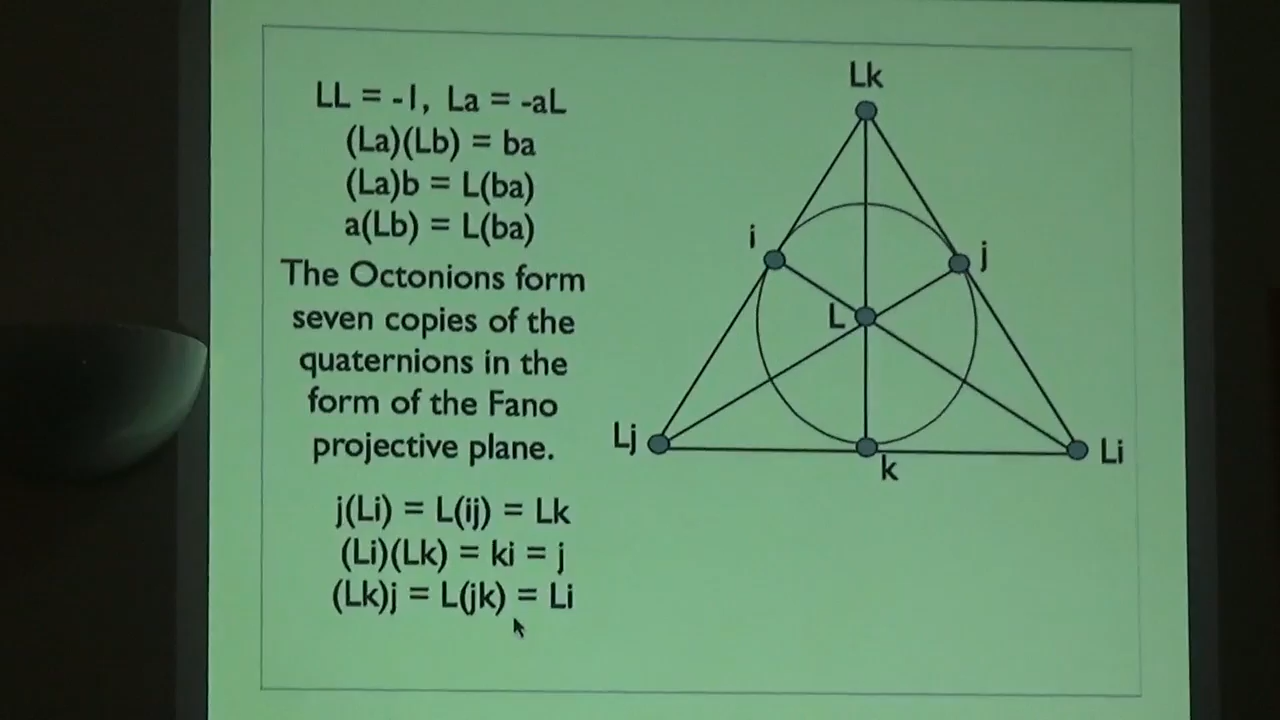 LL = -1, La = -aL
(La)(Lb) = ba
(La)b = L(ba)
a(Lb) = L(ba)
The Octonions form
seven copies of the
quaternions in the
form of the Fano
projective plane.
j(Li) = L(ij) = Lk
(Li)(Lk) = ki = j
(Lk)j = L(jk) = Li
Lk
i
j
L
Lj
k
Li